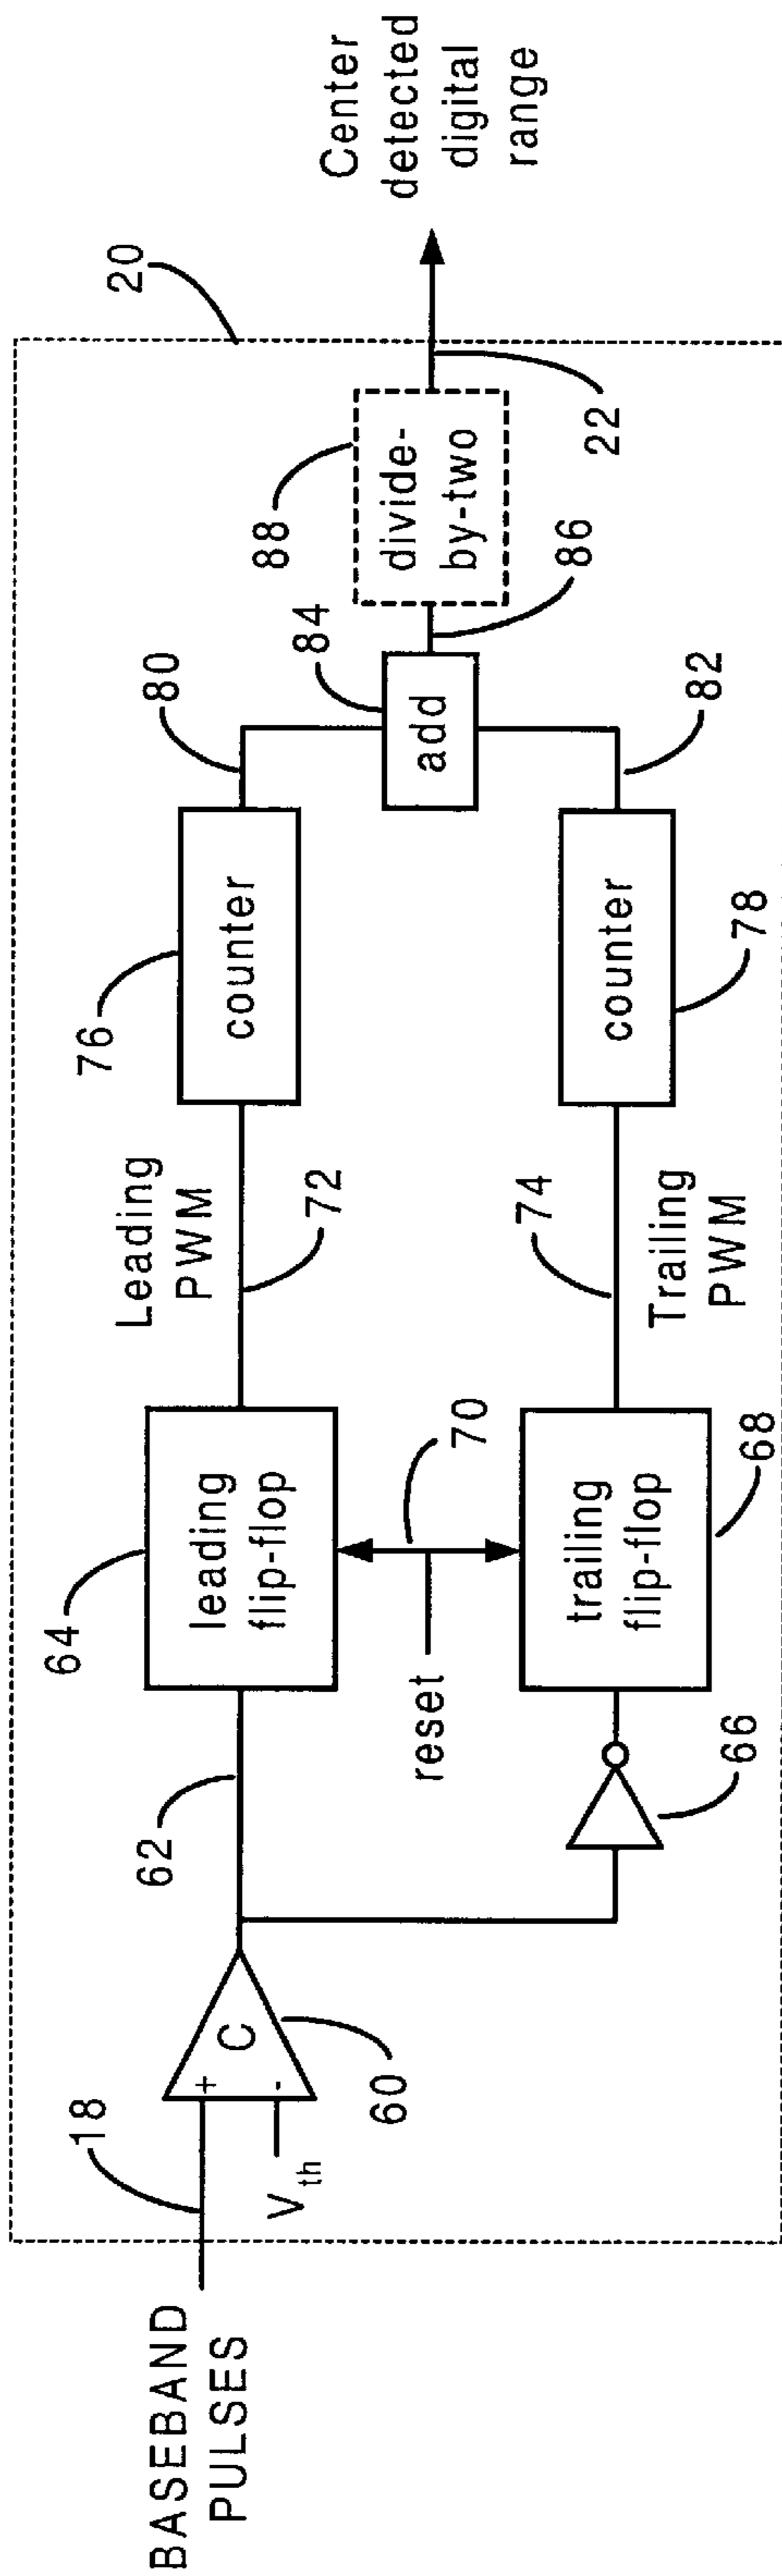 BASEBAND
PULSES
18
+
-
C
V th
60
62
64
leading
flip-flop
reset
70
66
trailing
flip-flop
68
Leading
PWM
72
74
Trailing
PWM
76
counter
counter
78
80
82
84
add
86
88
divide-
by-two
20
22
Center
detected
digital
range